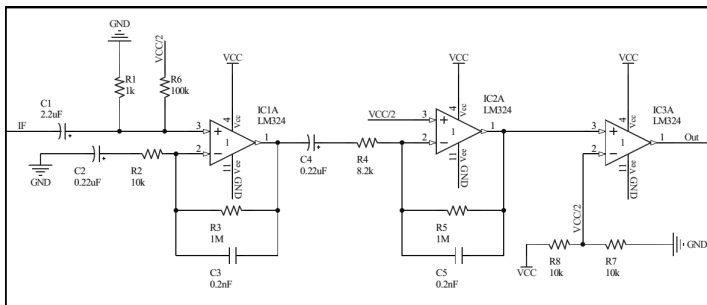 GND
VCC/2
VCC
VCC
VCC
R1
1k
R6
100k
IC1A
LM324
IC2A
LM324
IC3A
LM324
C1
2.2uF
IF
VCC/2
3
4
Vcc
1
1
2
11
Vee
GND
3
4
Vcc
1
1
2
11
Vee
GND
3
4
Vcc
1
1
2
11
Vee
GND
Out
GND
C2
0.22uF
R2
10k
C4
0.22uF
R4
8.2k
R3
1M
C3
0.2nF
R5
1M
C5
0.2nF
VCC/2
R8
10k
R7
10k
VCC
GND